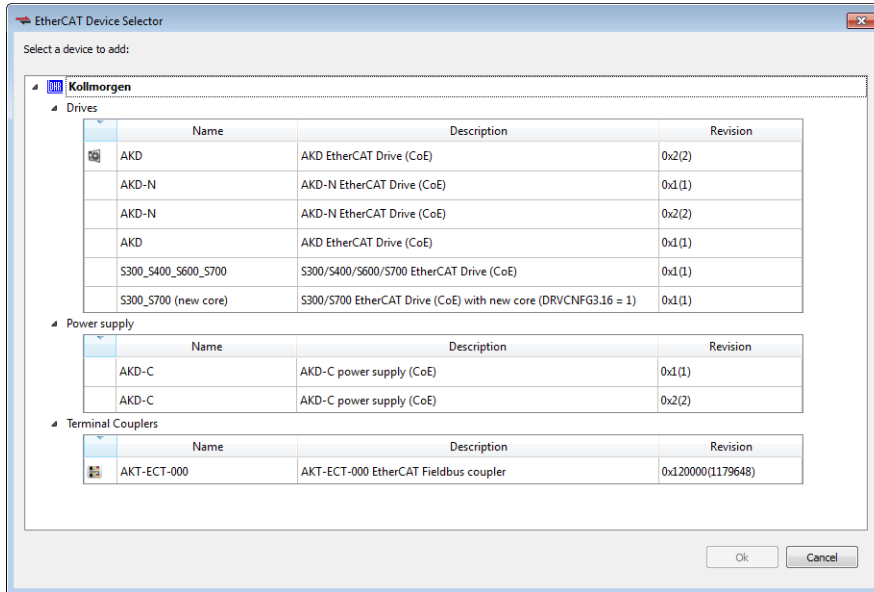 EtherCAT Device Selector
Select a device to add:
Kollmorgen
Drives
Name Description Revision
AKD AKD EtherCAT Drive (CoE) 0x2(2)
AKD-N AKD-N EtherCAT Drive (CoE) 0x1(1)
AKD-N AKD-N EtherCAT Drive (CoE) 0x2(2)
AKD AKD EtherCAT Drive (CoE) 0x1(1)
S300_S400_S600_S700 S300/S400/S600/S700 EtherCAT Drive (CoE) 0x1(1)
S300_S700 (new core) S300/S700 EtherCAT Drive (CoE) with new core (DRVCNFG3.16 = 1) 0x1(1)
Power supply
Name Description Revision
AKD-C AKD-C power supply (CoE) 0x1(1)
AKD-C AKD-C power supply (CoE) 0x2(2)
Terminal Couplers
Name Description Revision
AKT-ECT-000 AKT-ECT-000 EtherCAT Fieldbus coupler 0x120000(1179648)
Ok Cancel